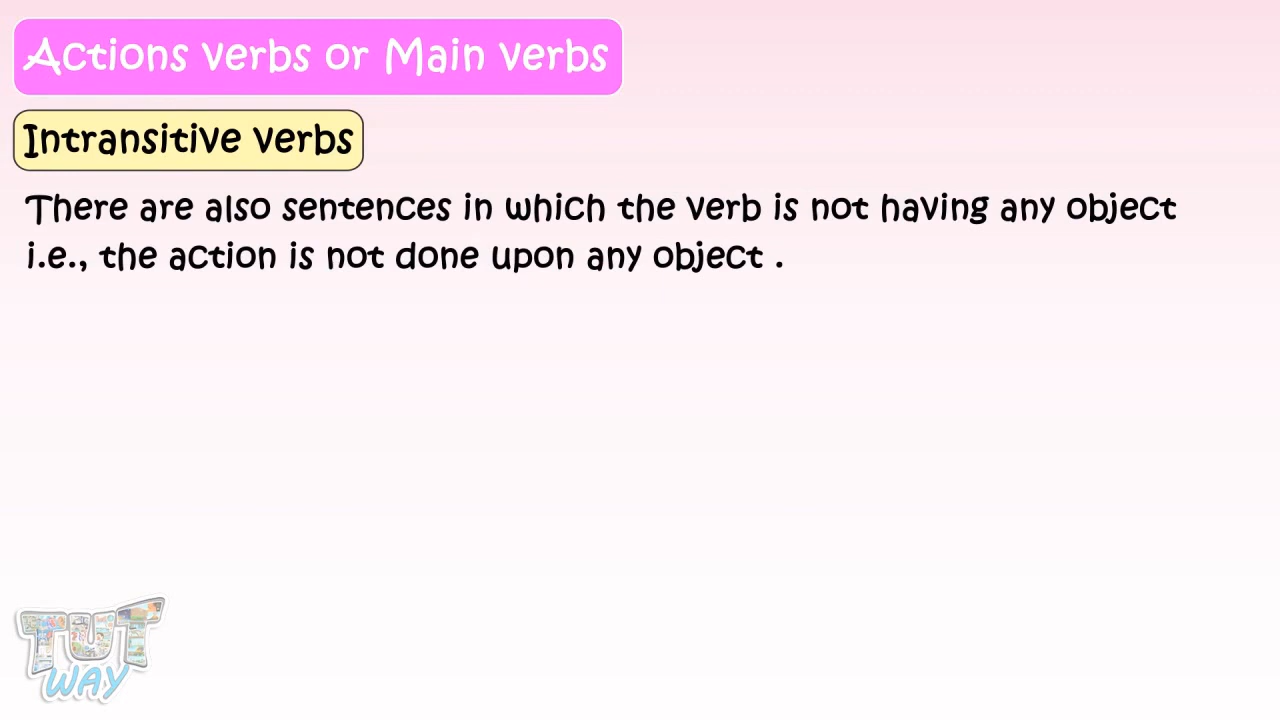 Actions verbs or Main verbs
Intransitive verbs
There are also sentences in which the verb is not having any object
i.e., the action is not done upon any object .
TUT
WAY